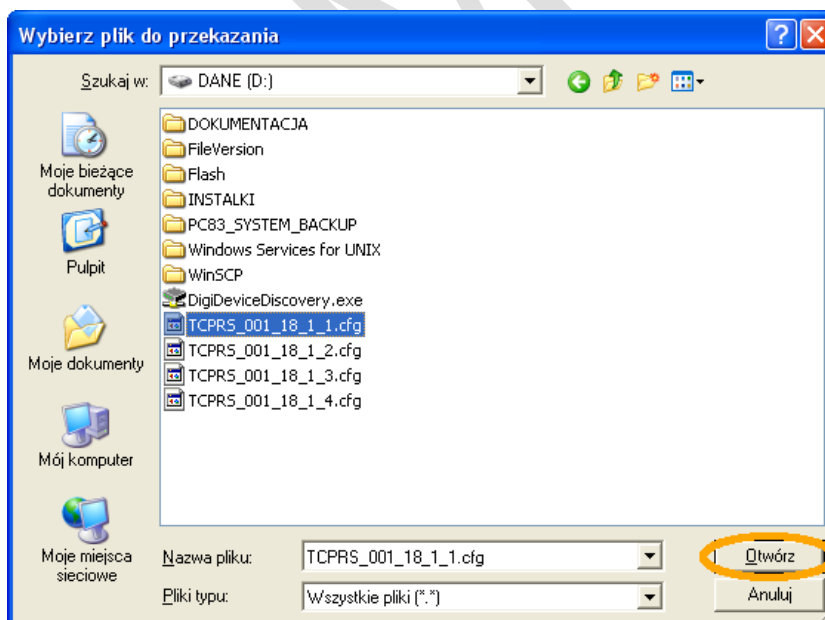 Wybierz plik do przekazania
Szukaj w:
DANE (D:)
Moje bieżące
dokumenty
Pulpit
Moje dokumenty
Mój komputer
Moje miejsca
sieciowe
DOKUMENTACJA
FileVersion
Flash
INSTALKI
PC83_SYSTEM_BACKUP
Windows Services for UNIX
WinSCP
DigiDeviceDiscovery.exe
TCPRS_001_18_1_1.cfg
TCPRS_001_18_1_2.cfg
TCPRS_001_18_1_3.cfg
TCPRS_001_18_1_4.cfg
Nazwa pliku:
TCPRS_001_18_1_1.cfg
Otwórz
Pliki typu:
Wszystkie pliki (*.*)
Anuluj